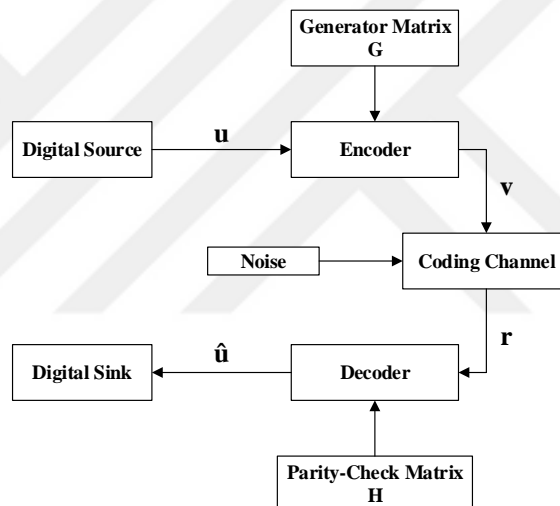 Generator Matrix
G
Digital Source
u
Encoder
v
Noise
Coding Channel
r
Digital Sink
û
Decoder
Parity-Check Matrix
H